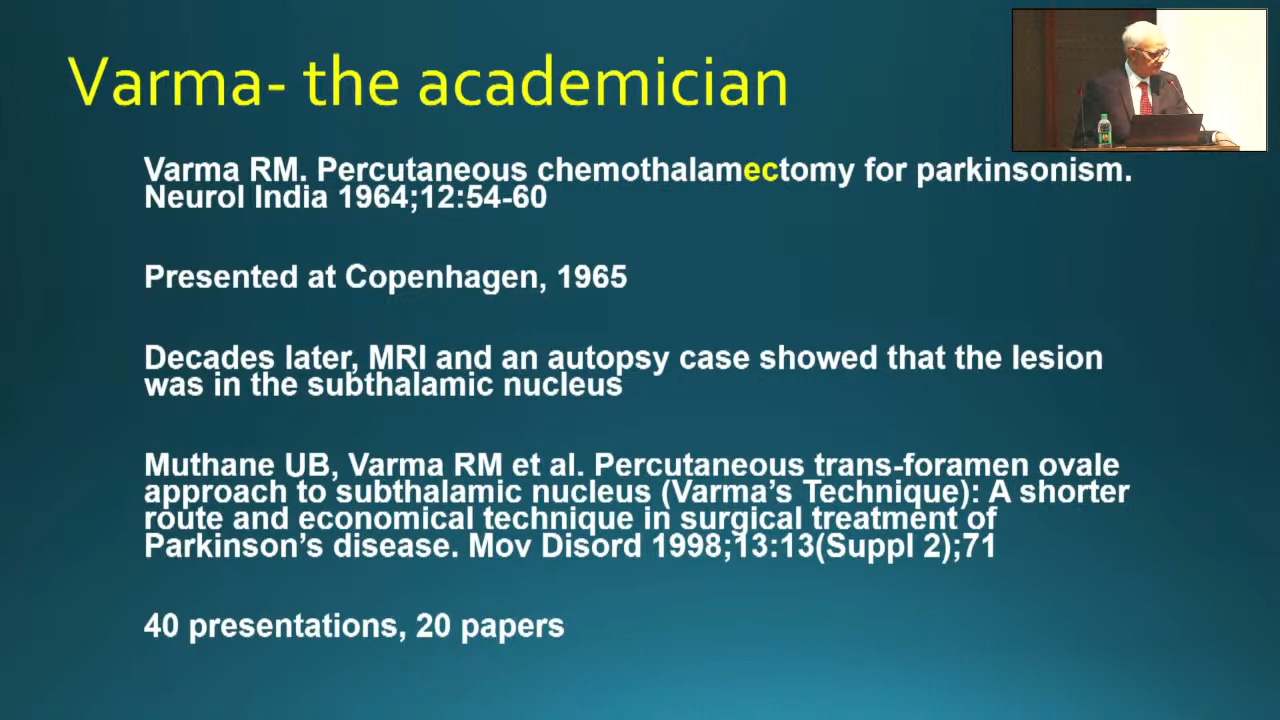 Varma- the academician
Varma RM. Percutaneous chemothalamectomy for parkinsonism.
Neurol India 1964;12:54-60
Presented at Copenhagen, 1965
Decades later, MRI and an autopsy case showed that the lesion
was in the subthalamic nucleus
Muthane UB, Varma RM et al. Percutaneous trans-foramen ovale
approach to subthalamic nucleus (Varma’s Technique): A shorter
route and economical technique in surgical treatment of
Parkinson’s disease. Mov Disord 1998;13:13(Suppl 2);71
40 presentations, 20 papers